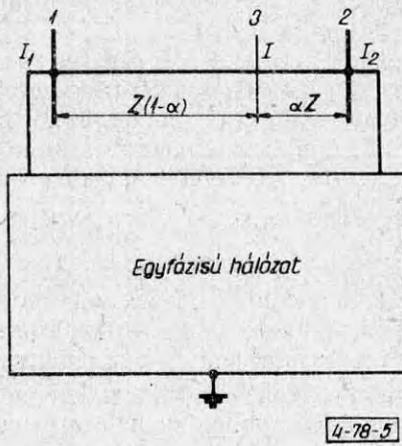 1 3 2
I₁ I I₂
Z(1-α) αZ
Egyfázisú hálózat
4-78-5